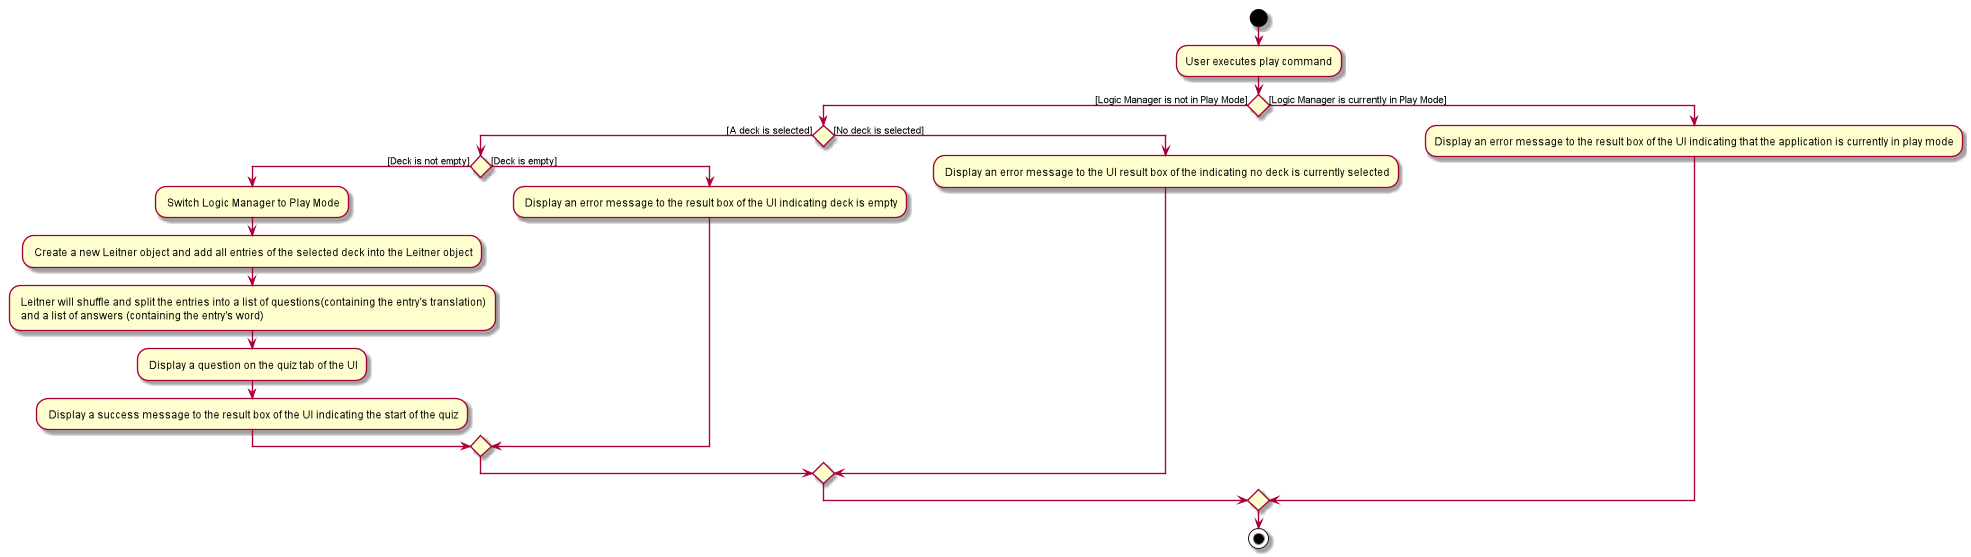 User executes play command
[Logic Manager is not in Play Mode]
[Logic Manager is currently in Play Mode]
[A deck is selected]
[No deck is selected]
Display an error message to the result box of the UI indicating that the application is currently in play mode
[Deck is not empty]
[Deck is empty]
Display an error message to the UI result box of the indicating no deck is currently selected
Switch Logic Manager to Play Mode
Display an error message to the result box of the UI indicating deck is empty
Create a new Leitner object and add all entries of the selected deck into the Leitner object
Leitner will shuffle and split the entries into a list of questions(containing the entry's translation)
and a list of answers (containing the entry's word)
Display a question on the quiz tab of the UI
Display a success message to the result box of the UI indicating the start of the quiz